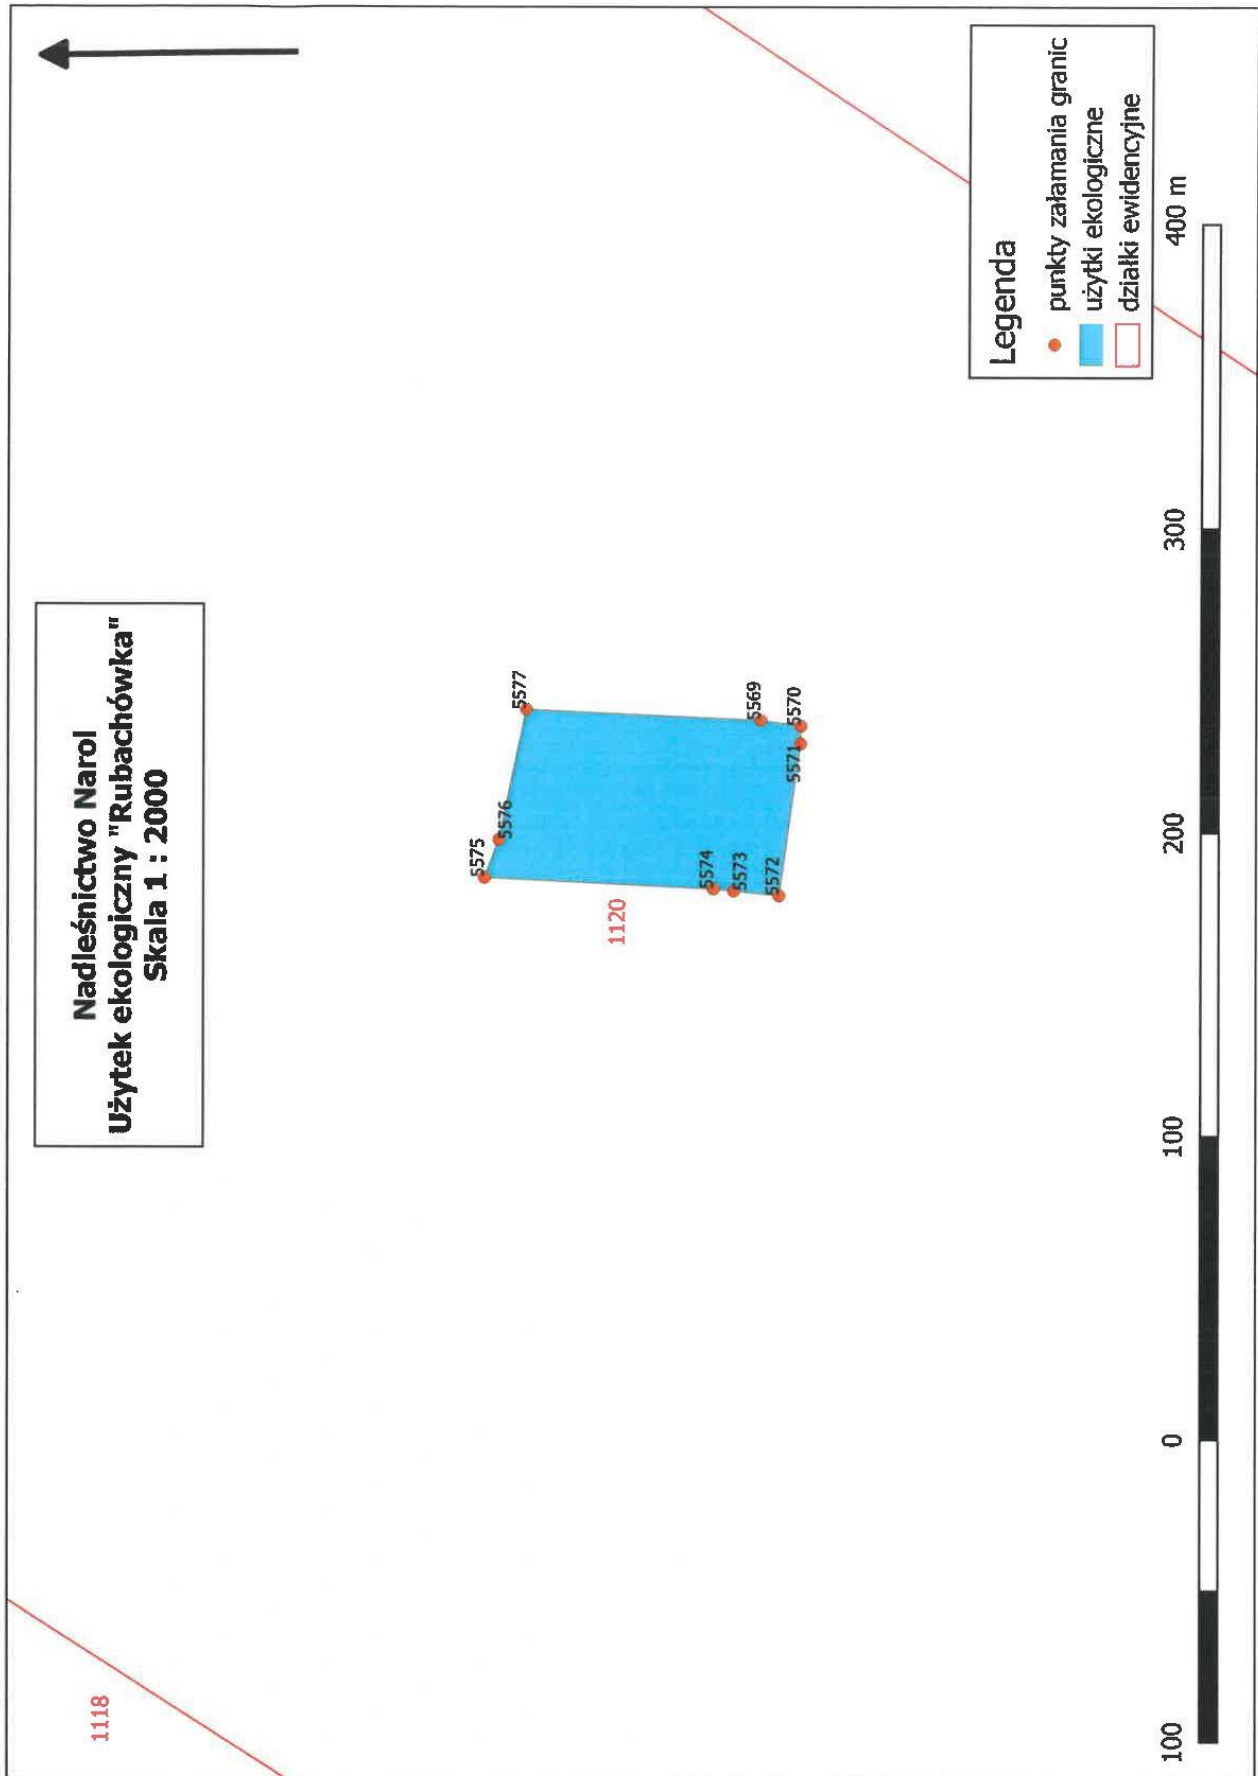 Nadleśnictwo Narol
Użytek ekologiczny "Rubachówka"
Skala 1 : 2000
1118
1120
5575
5576
5577
5574
5573
5572
5571
5569
5570
Legenda
punkty załamania granic
użytki ekologiczne
działki ewidencyjne
100 0 100 200 300 400 m